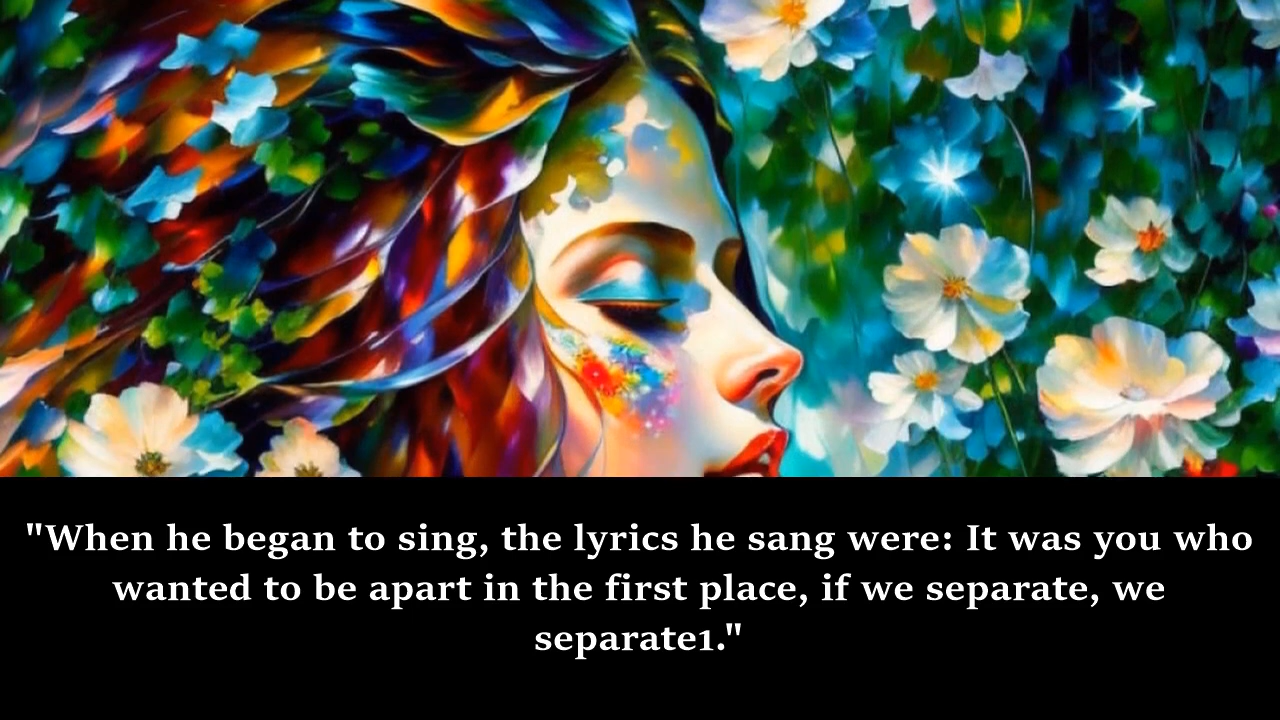 "When he began to sing, the lyrics he sang were: It was you who
wanted to be apart in the first place, if we separate, we
separate1."